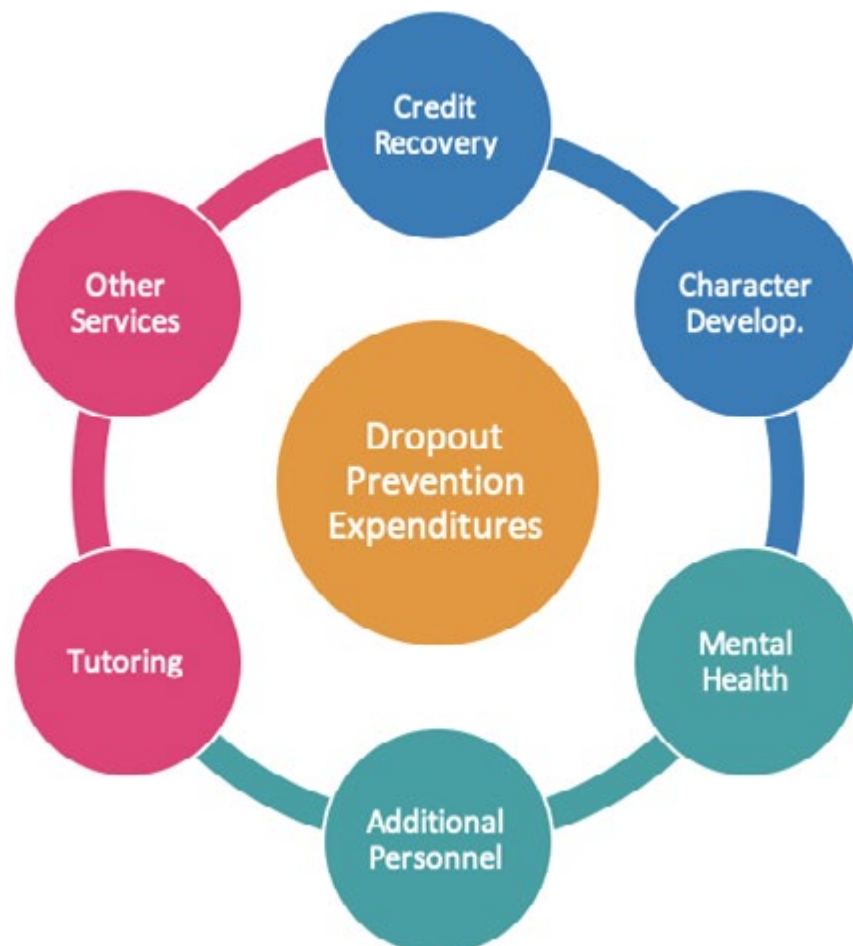 Credit
Recovery
Character
Develop.
Mental
Health
Additional
Personnel
Tutoring
Other
Services
Dropout
Prevention
Expenditures